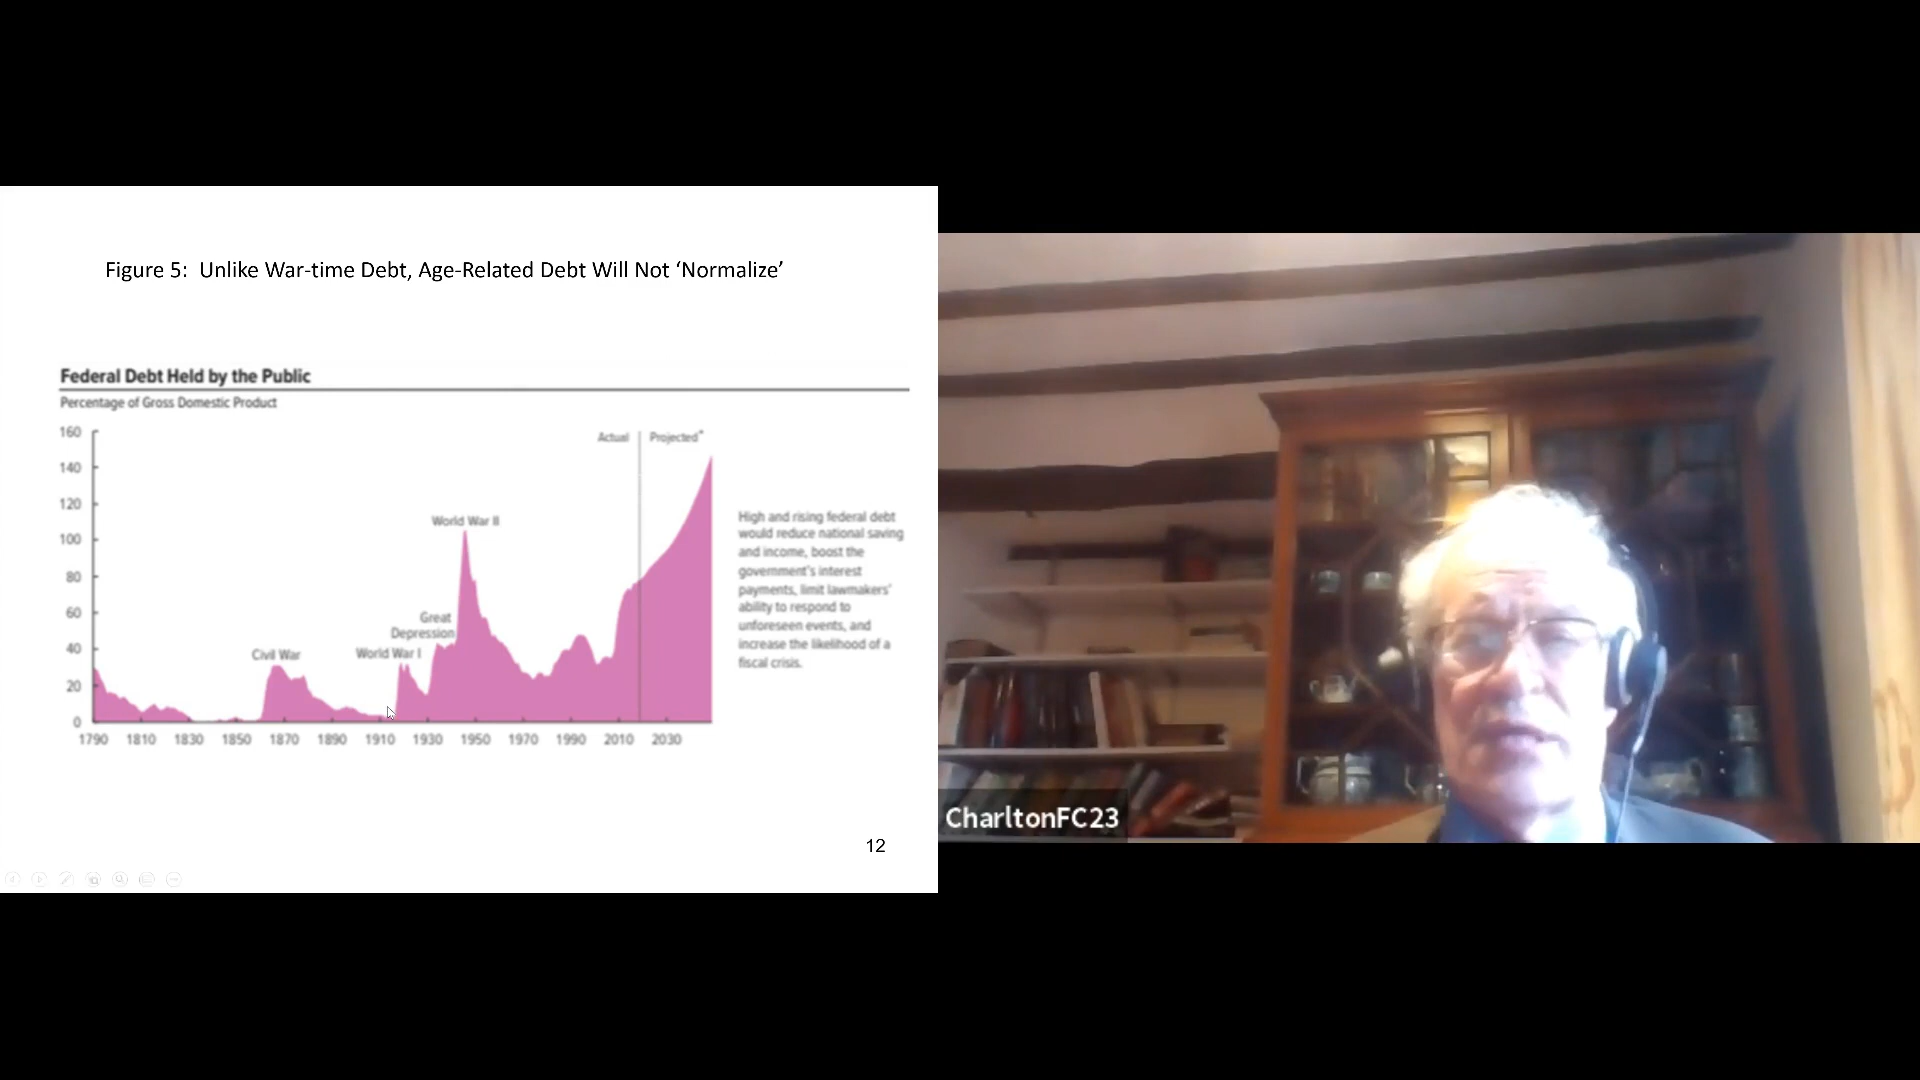 Figure 5: Unlike War-time Debt, Age-Related Debt Will Not ‘Normalize’
Federal Debt Held by the Public
Percentage of Gross Domestic Product
160
140
120
100
80
60
40
20
0
Actual
Projected*
World War II
Great
Depression
World War I
Civil War
1790 1810 1830 1850 1870 1890 1910 1930 1950 1970 1990 2010 2030
High and rising federal debt
would reduce national saving
and income, boost the
government's interest
payments, limit lawmakers'
ability to respond to
unforeseen events, and
increase the likelihood of a
fiscal crisis.
12
CharltonFC23